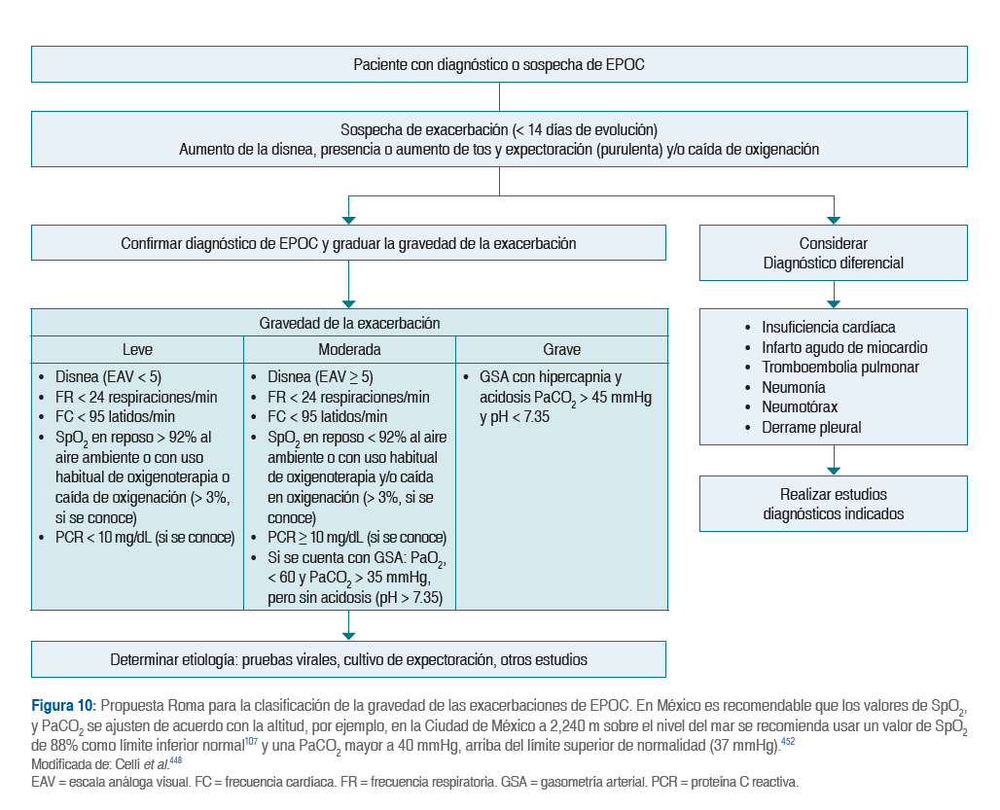 Paciente con diagnóstico o sospecha de EPOC
Sospecha de exacerbación (< 14 días de evolución)
Aumento de la disnea, presencia o aumento de tos y expectoración (purulenta) y/o caída de oxigenación
Confirmar diagnóstico de EPOC y graduar la gravedad de la exacerbación
Considerar
Diagnóstico diferencial
Gravedad de la exacerbación
Leve
• Disnea (EAV < 5)
• FR < 24 respiraciones/min
• FC < 95 latidos/min
• SpO2 en reposo > 92% al
aire ambiente o con uso
habitual de oxigenoterapia o
caída de oxigenación (> 3%,
si se conoce)
• PCR < 10 mg/dL (si se conoce)
Moderada
• Disnea (EAV ≥ 5)
• FR < 24 respiraciones/min
• FC < 95 latidos/min
• SpO2 en reposo < 92% al aire
ambiente o con uso habitual
de oxigenoterapia y/o caída
en oxigenación (> 3%, si se
conoce)
• PCR ≥ 10 mg/dL (si se conoce)
• Si se cuenta con GSA: PaO2,
< 60 y PaCO2 > 35 mmHg,
pero sin acidosis (pH > 7.35)
Grave
• GSA con hipercapnia y
acidosis PaCO2 > 45 mmHg
y pH < 7.35
• Insuficiencia cardíaca
• Infarto agudo de miocardio
• Tromboembolia pulmonar
• Neumonía
• Neumotórax
• Derrame pleural
Realizar estudios
diagnósticos indicados
Determinar etiología: pruebas virales, cultivo de expectoración, otros estudios
Figura 10: Propuesta Roma para la clasificación de la gravedad de las exacerbaciones de EPOC. En México es recomendable que los valores de SpO2,
y PaCO2 se ajusten de acuerdo con la altitud, por ejemplo, en la Ciudad de México a 2,240 m sobre el nivel del mar se recomienda usar un valor de SpO2
de 88% como límite inferior normal107 y una PaCO2 mayor a 40 mmHg, arriba del límite superior de normalidad (37 mmHg).452
Modificada de: Celli et al.448
EAV = escala análoga visual. FC = frecuencia cardíaca. FR = frecuencia respiratoria. GSA = gasometría arterial. PCR = proteína C reactiva.